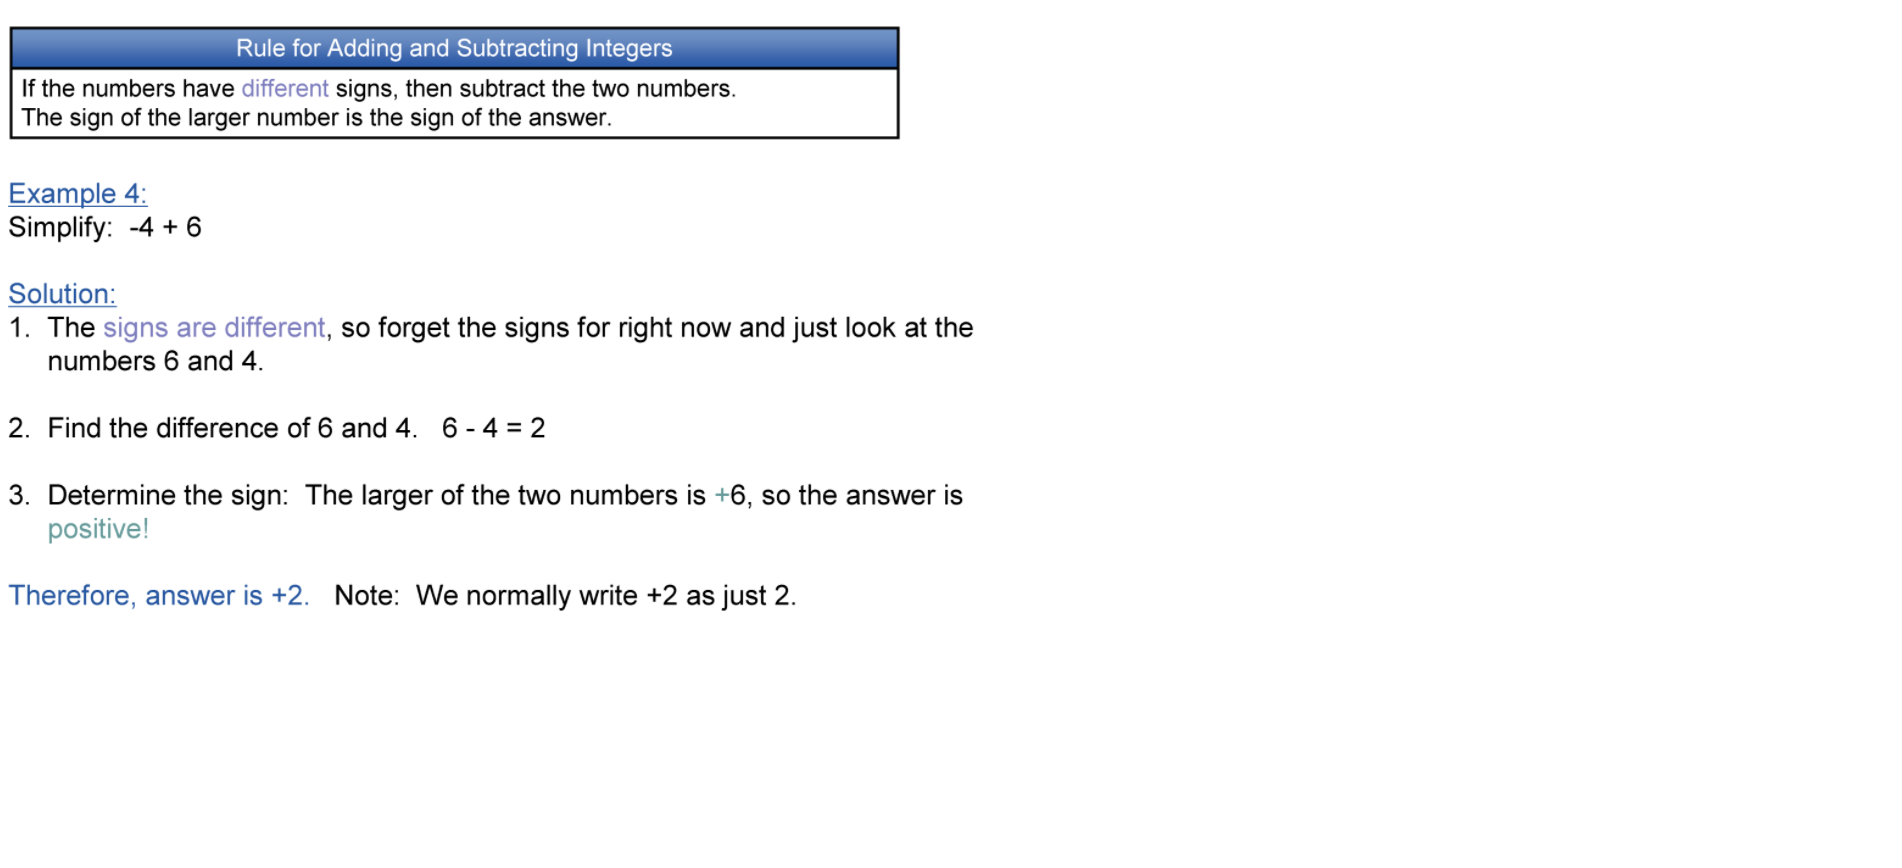 Rule for Adding and Subtracting Integers
If the numbers have different signs, then subtract the two numbers.
The sign of the larger number is the sign of the answer.
Example 4:
Simplify: -4 + 6
Solution:
1. The signs are different, so forget the signs for right now and just look at the
numbers 6 and 4.
2. Find the difference of 6 and 4. 6 - 4 = 2
3. Determine the sign: The larger of the two numbers is +6, so the answer is
positive!
Therefore, answer is +2. Note: We normally write +2 as just 2.